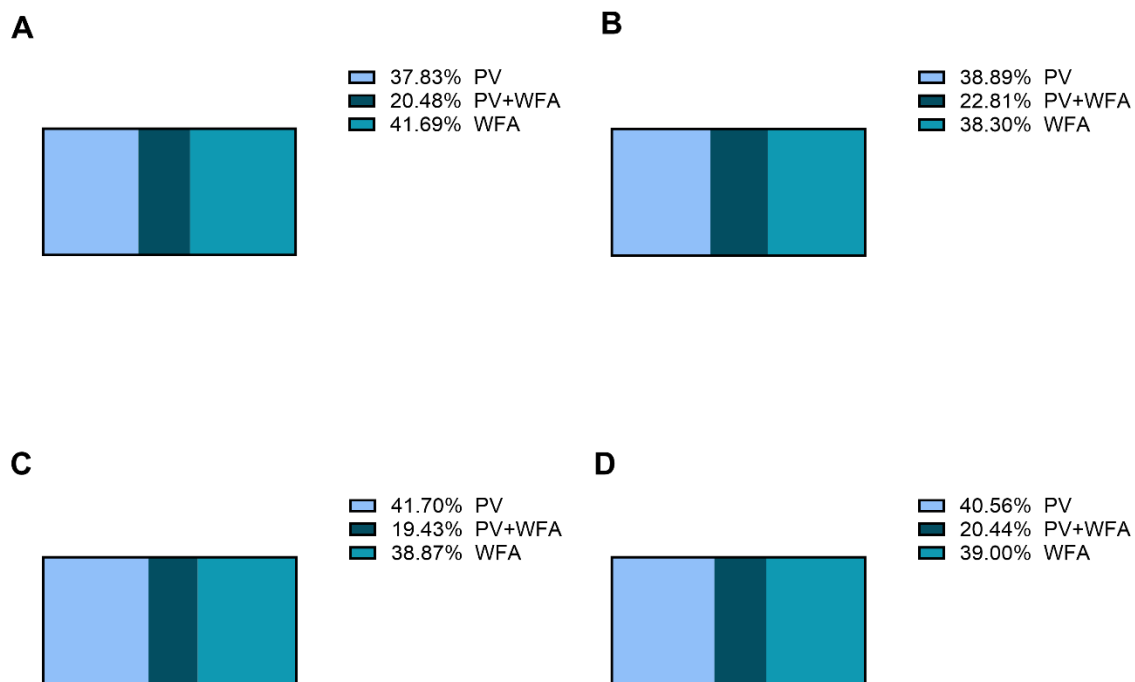 A
37.83% PV
20.48% PV+WFA
41.69% WFA
B
38.89% PV
22.81% PV+WFA
38.30% WFA
C
41.70% PV
19.43% PV+WFA
38.87% WFA
D
40.56% PV
20.44% PV+WFA
39.00% WFA